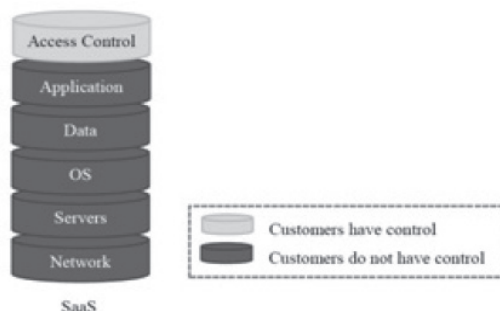 Access Control
Application
Data
OS
Servers
Network
SaaS
Customers have control
Customers do not have control